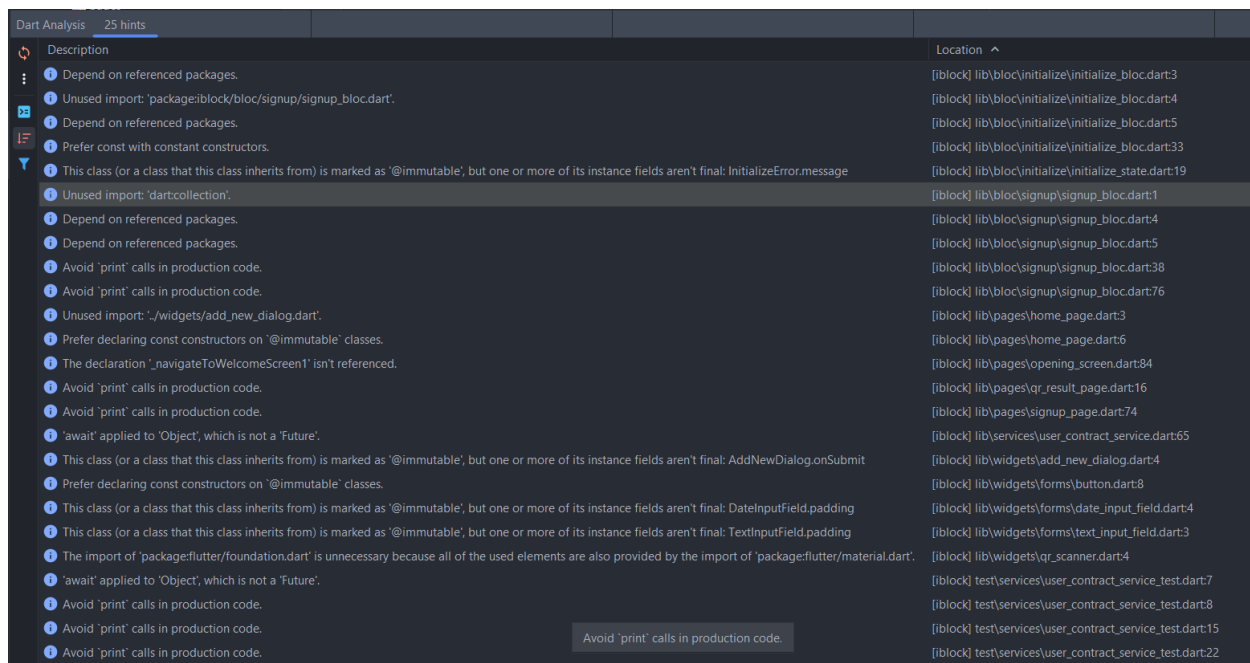 Dart Analysis 25 hints
Description Location
Depend on referenced packages. [iblock] lib\bloc\initialize\initialize_bloc.dart:3
Unused import: 'package:iblock/bloc/signup/signup_bloc.dart'. [iblock] lib\bloc\initialize\initialize_bloc.dart:4
Depend on referenced packages. [iblock] lib\bloc\initialize\initialize_bloc.dart:5
Prefer const with constant constructors. [iblock] lib\bloc\initialize\initialize_bloc.dart:33
This class (or a class that this class inherits from) is marked as '@immutable', but one or more of its instance fields aren't final: InitializeError.message [iblock] lib\bloc\initialize\initialize_state.dart:19
Unused import: 'dart:collection'. [iblock] lib\bloc\signup\signup_bloc.dart:1
Depend on referenced packages. [iblock] lib\bloc\signup\signup_bloc.dart:4
Depend on referenced packages. [iblock] lib\bloc\signup\signup_bloc.dart:5
Avoid `print` calls in production code. [iblock] lib\bloc\signup\signup_bloc.dart:38
Avoid `print` calls in production code. [iblock] lib\bloc\signup\signup_bloc.dart:76
Unused import: '../widgets/add_new_dialog.dart'. [iblock] lib\pages\home_page.dart:3
Prefer declaring const constructors on `@immutable` classes. [iblock] lib\pages\home_page.dart:6
The declaration '_navigateToWelcomeScreen1' isn't referenced. [iblock] lib\pages\opening_screen.dart:84
Avoid `print` calls in production code. [iblock] lib\pages\qr_result_page.dart:16
Avoid `print` calls in production code. [iblock] lib\pages\signup_page.dart:74
'await' applied to 'Object', which is not a 'Future'. [iblock] lib\services\user_contract_service.dart:65
This class (or a class that this class inherits from) is marked as '@immutable', but one or more of its instance fields aren't final: AddNewDialog.onSubmit [iblock] lib\widgets\add_new_dialog.dart:4
Prefer declaring const constructors on `@immutable` classes. [iblock] lib\widgets\forms\button.dart:8
This class (or a class that this class inherits from) is marked as '@immutable', but one or more of its instance fields aren't final: DateInputField.padding [iblock] lib\widgets\forms\date_input_field.dart:4
This class (or a class that this class inherits from) is marked as '@immutable', but one or more of its instance fields aren't final: TextInputField.padding [iblock] lib\widgets\forms\text_input_field.dart:3
The import of 'package:flutter/foundation.dart' is unnecessary because all of the used elements are also provided by the import of 'package:flutter/material.dart'. [iblock] lib\widgets\qr_scanner.dart:4
'await' applied to 'Object', which is not a 'Future'. [iblock] test\services\user_contract_service_test.dart:7
Avoid `print` calls in production code. [iblock] test\services\user_contract_service_test.dart:8
Avoid `print` calls in production code. [iblock] test\services\user_contract_service_test.dart:15
Avoid `print` calls in production code.
Avoid `print` calls in production code. [iblock] test\services\user_contract_service_test.dart:22